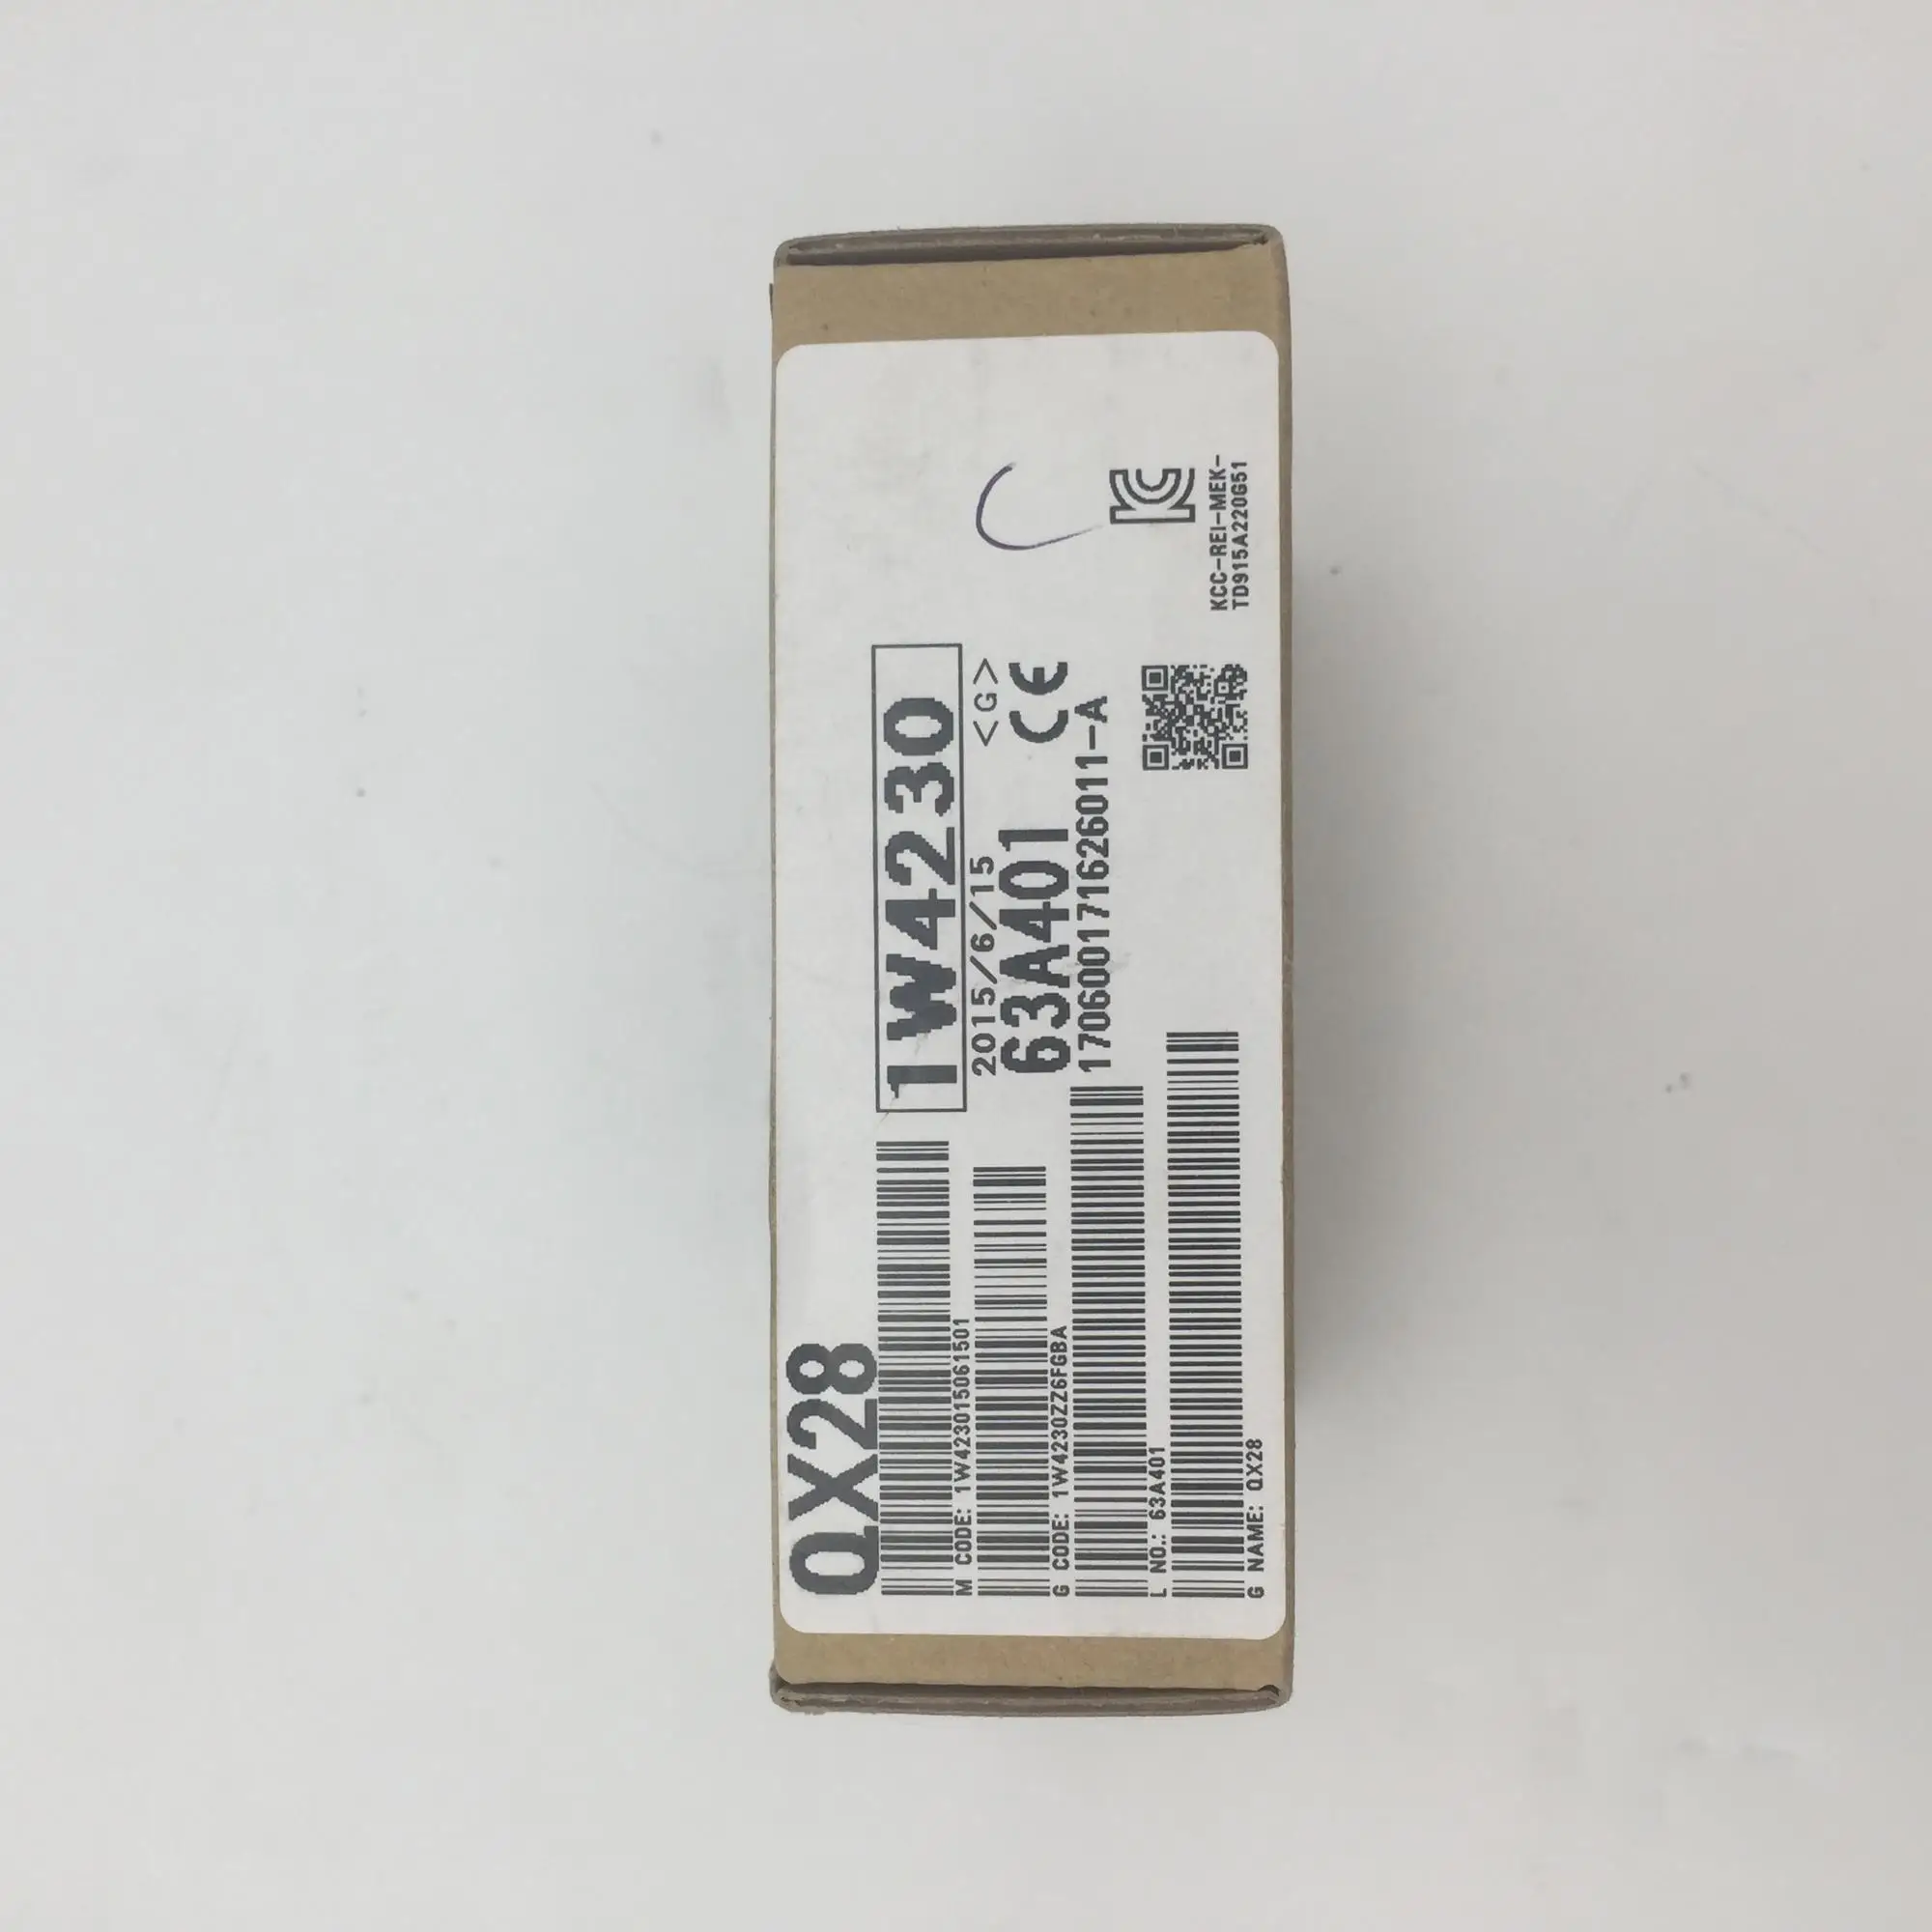 QX28
1W4230
M CODE: 1W423015061501
2015/6/15 <G>
63A401 CE
G CODE: 1W4230ZZ6FGBA
170600171626011-A
L NO.: 63A401
G NAME: QX28
KCC-REI-MEK-
TD915A220G51